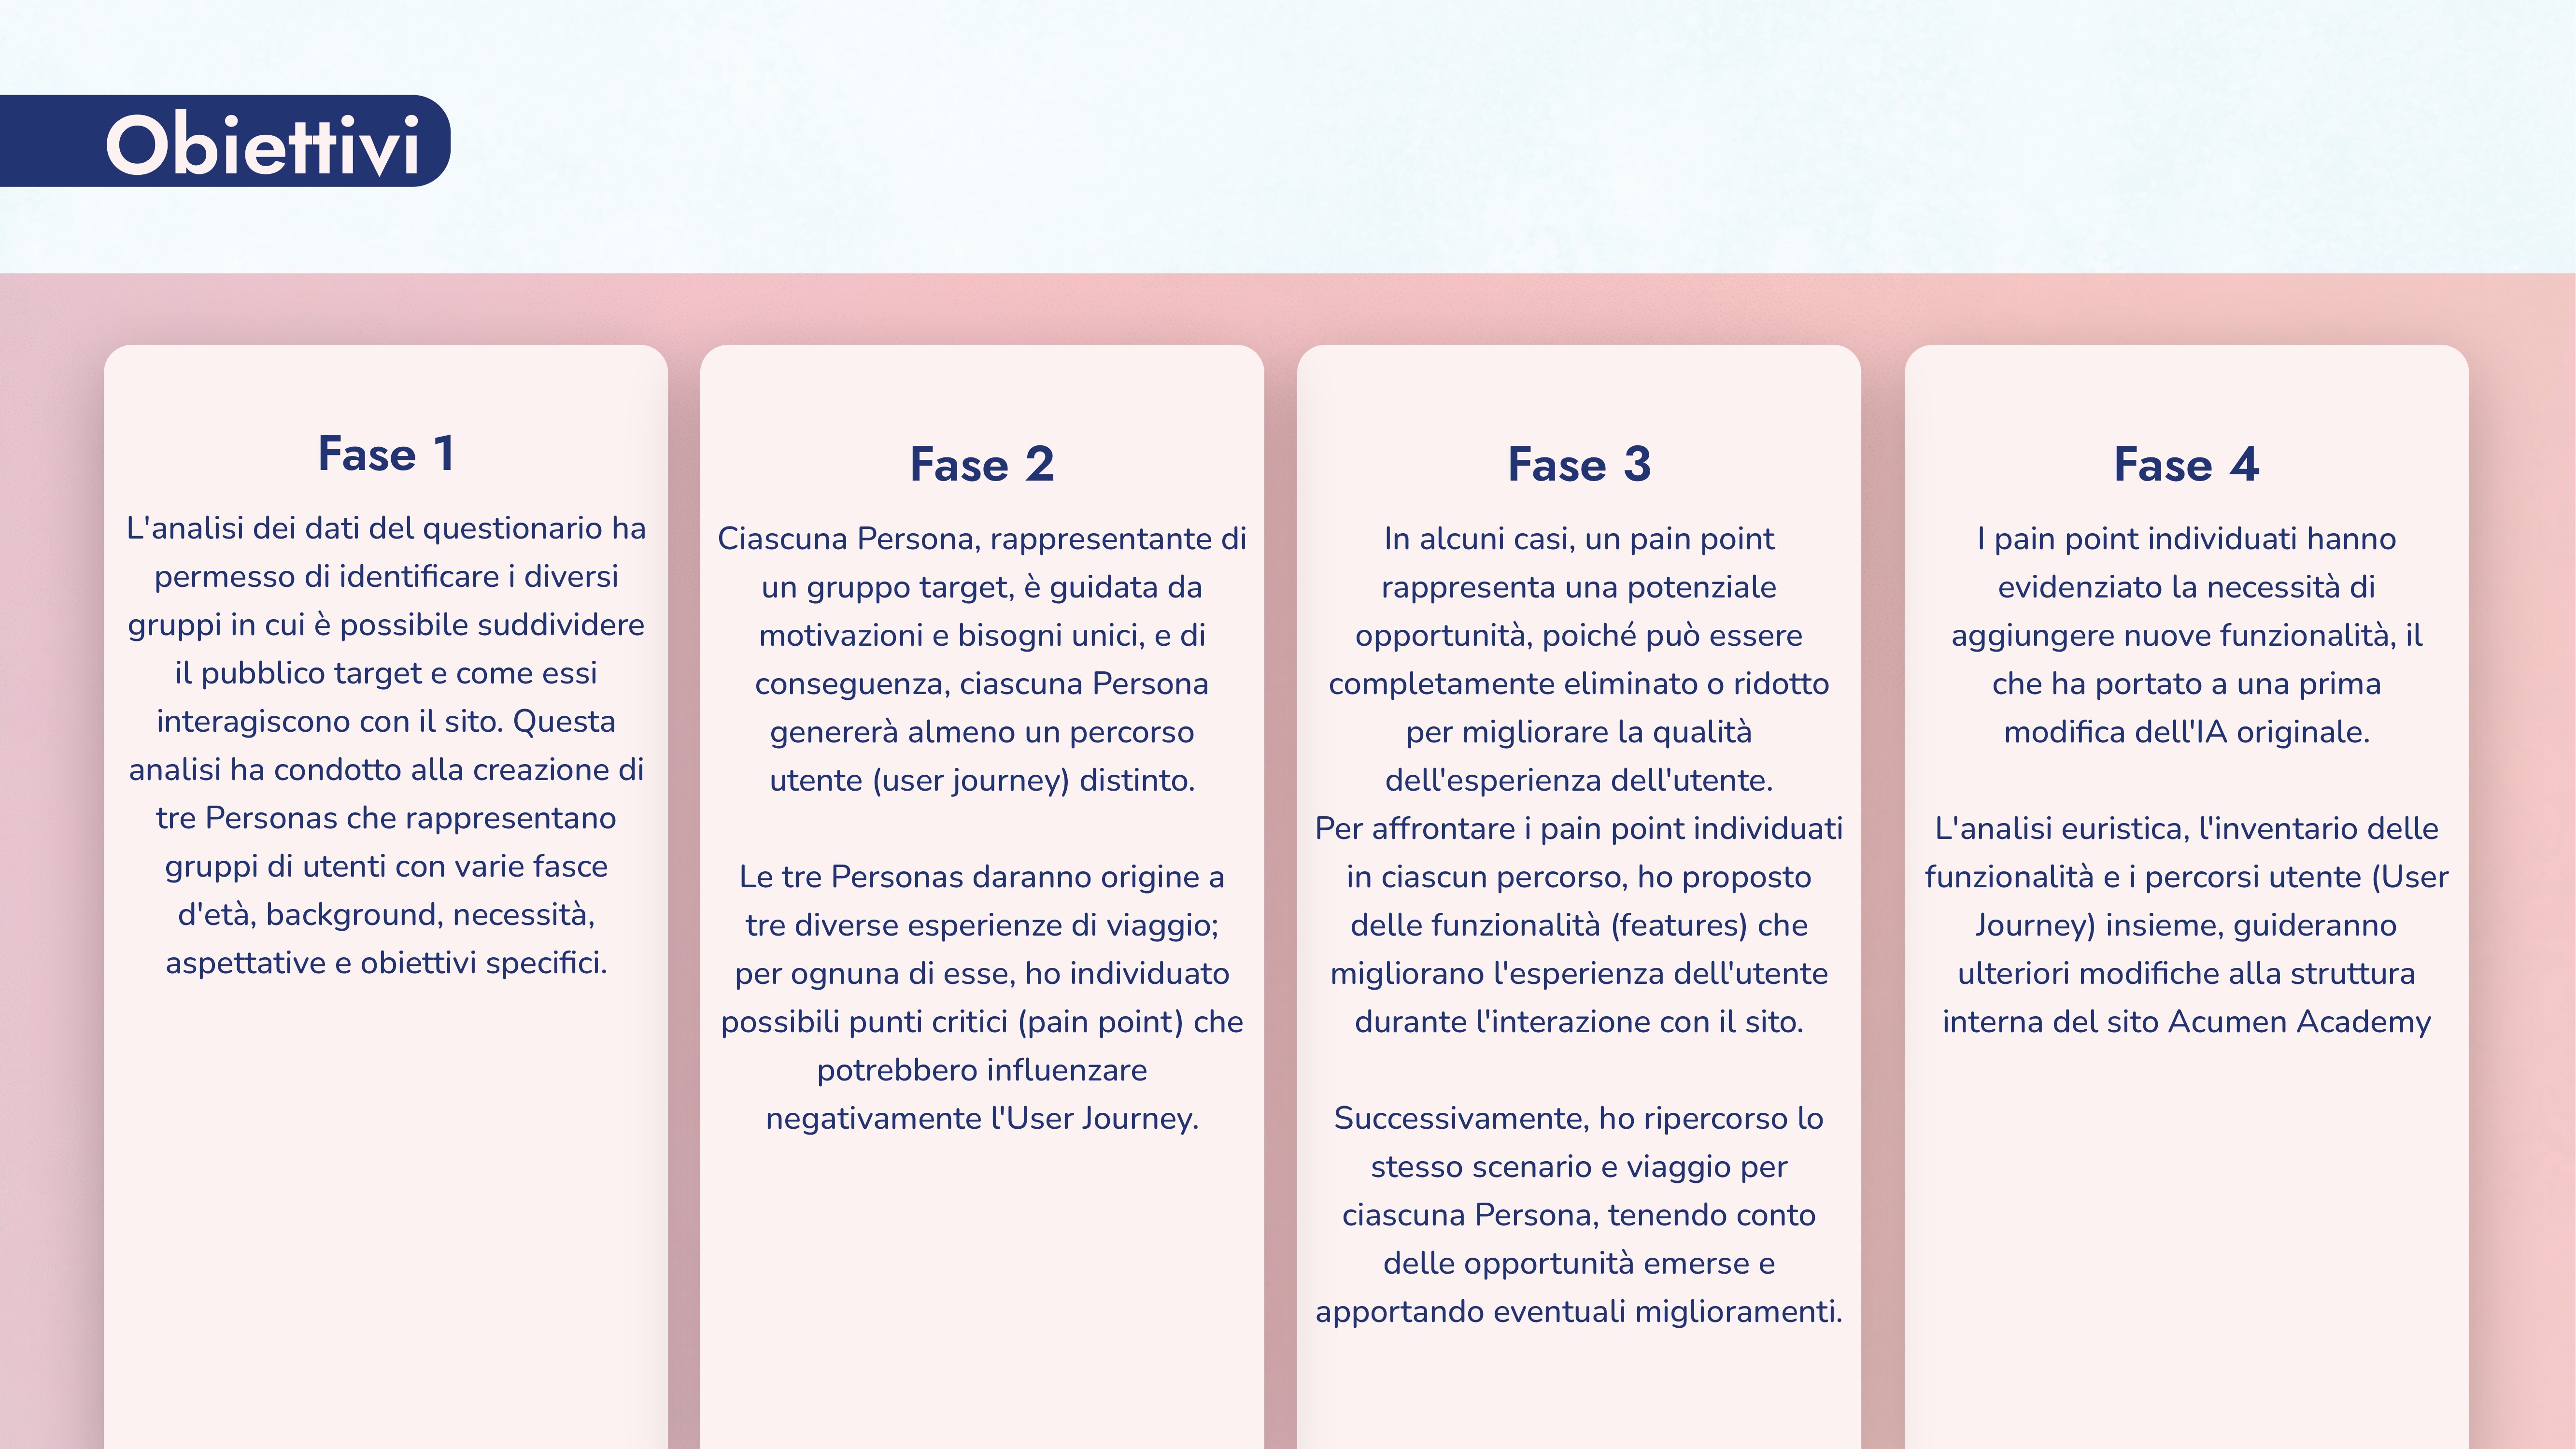 Obiettivi
Fase 1
L'analisi dei dati del questionario ha
permesso di identificare i diversi
gruppi in cui è possibile suddividere
il pubblico target e come essi
interagiscono con il sito. Questa
analisi ha condotto alla creazione di
tre Personas che rappresentano
gruppi di utenti con varie fasce
d'età, background, necessità,
aspettative e obiettivi specifici.
Fase 2
Ciascuna Persona, rappresentante di
un gruppo target, è guidata da
motivazioni e bisogni unici, e di
conseguenza, ciascuna Persona
genererà almeno un percorso
utente (user journey) distinto.
Le tre Personas daranno origine a
tre diverse esperienze di viaggio;
per ognuna di esse, ho individuato
possibili punti critici (pain point) che
potrebbero influenzare
negativamente l'User Journey.
Fase 3
In alcuni casi, un pain point
rappresenta una potenziale
opportunità, poiché può essere
completamente eliminato o ridotto
per migliorare la qualità
dell'esperienza dell'utente.
Per affrontare i pain point individuati
in ciascun percorso, ho proposto
delle funzionalità (features) che
migliorano l'esperienza dell'utente
durante l'interazione con il sito.
Successivamente, ho ripercorso lo
stesso scenario e viaggio per
ciascuna Persona, tenendo conto
delle opportunità emerse e
apportando eventuali miglioramenti.
Fase 4
I pain point individuati hanno
evidenziato la necessità di
aggiungere nuove funzionalità, il
che ha portato a una prima
modifica dell'IA originale.
L'analisi euristica, l'inventario delle
funzionalità e i percorsi utente (User
Journey) insieme, guideranno
ulteriori modifiche alla struttura
interna del sito Acumen Academy